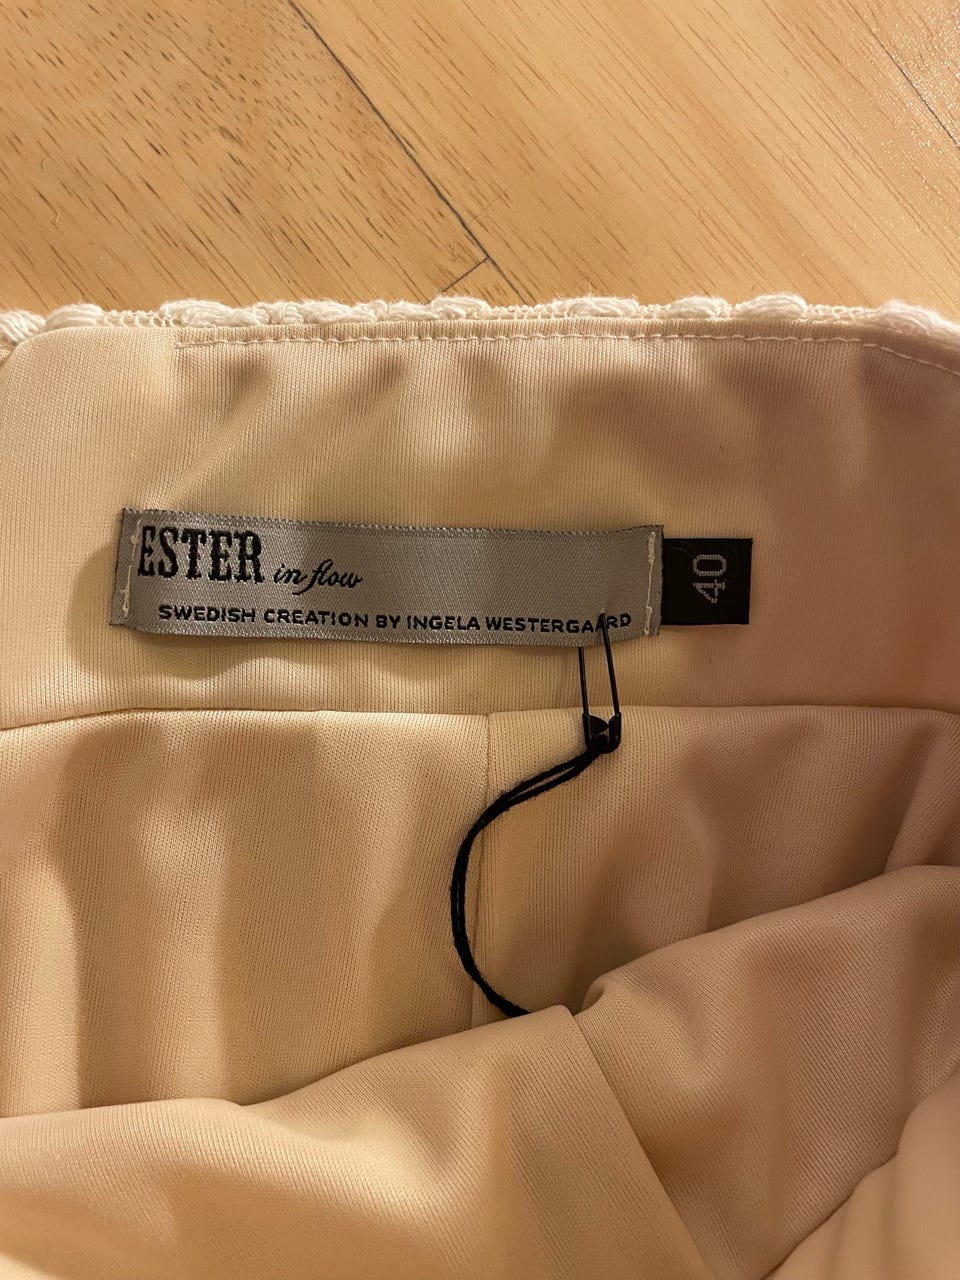 ESTER in flow
SWEDISH CREATION BY INGELA WESTERGAARD
40